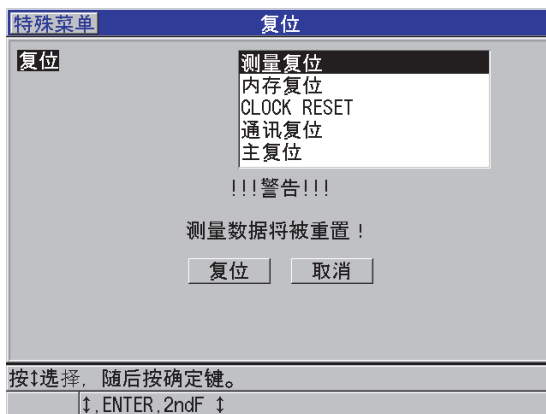 特殊菜单 复位
复位
测量复位
内存复位
CLOCK RESET
通讯复位
主复位
!!!警告!!!
测量数据将被重置!
复位 取消
按↕选择, 随后按确定键。
↕,ENTER,2ndF ↕